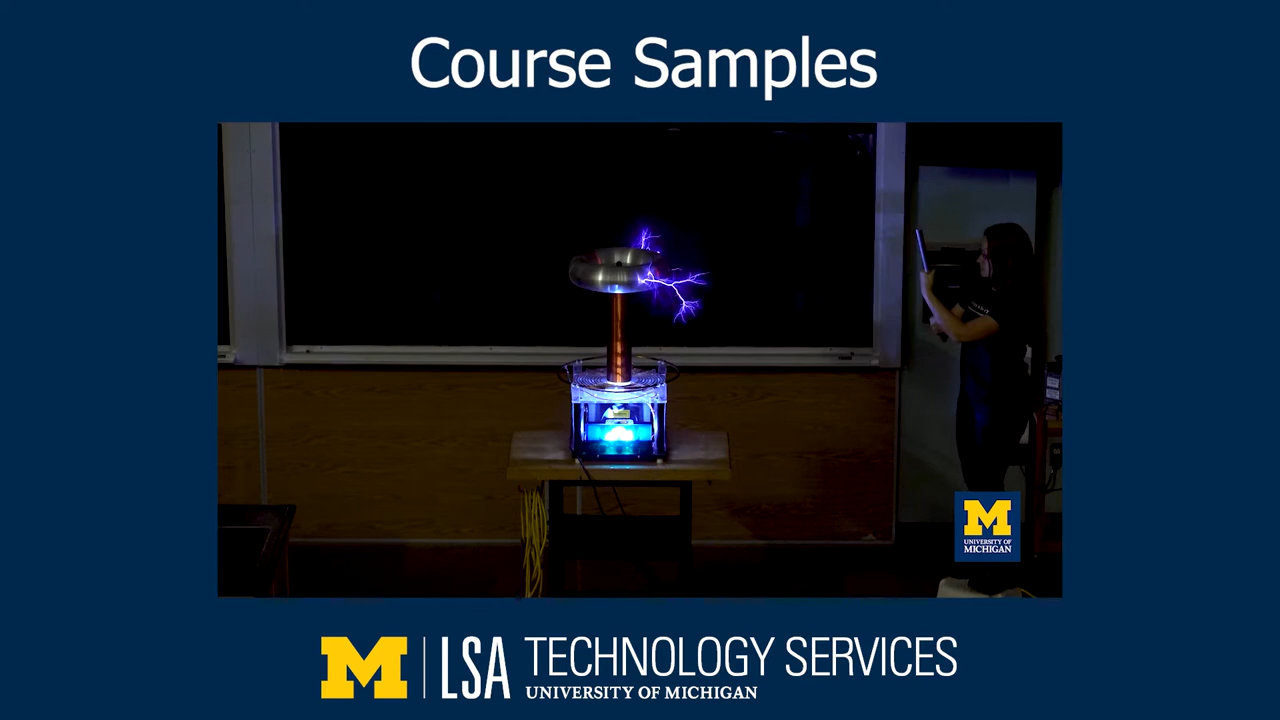 Course Samples
M
UNIVERSITY OF
MICHIGAN
M LSA TECHNOLOGY SERVICES
UNIVERSITY OF MICHIGAN